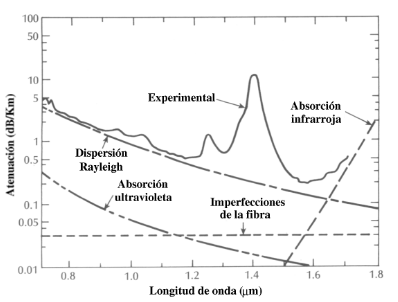 100
50
10
5
1
0.5
0.1
0.05
0.01
Atenuación (dB/Km)
Experimental
Absorción
infrarroja
Dispersión
Rayleigh
Absorción
ultravioleta
Imperfecciones
de la fibra
0.8 1.0 1.2 1.4 1.6 1.8
Longitud de onda (μm)